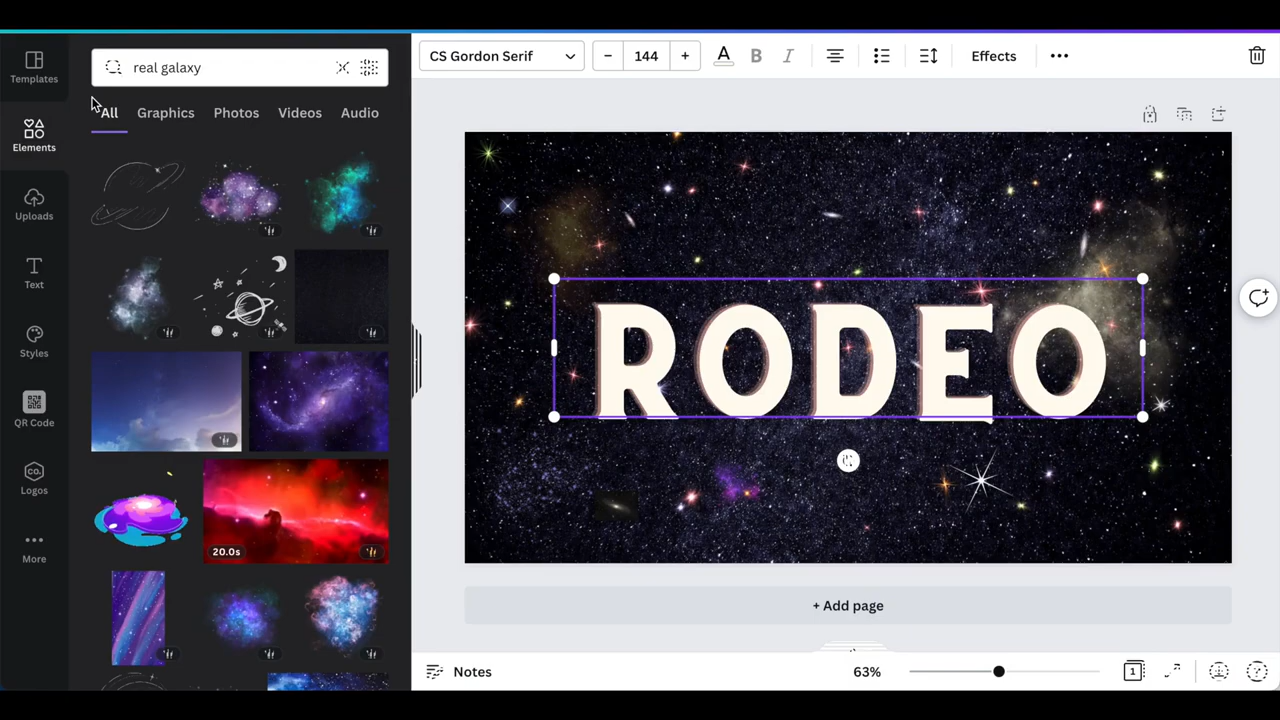 Templates
Elements
Uploads
Text
Styles
QR Code
co.
Logos
More
real galaxy
All
Graphics
Photos
Videos
Audio
20.0s
CS Gordon Serif
144
A
B
I
Effects
RODEO
+ Add page
Notes
63%
1
?